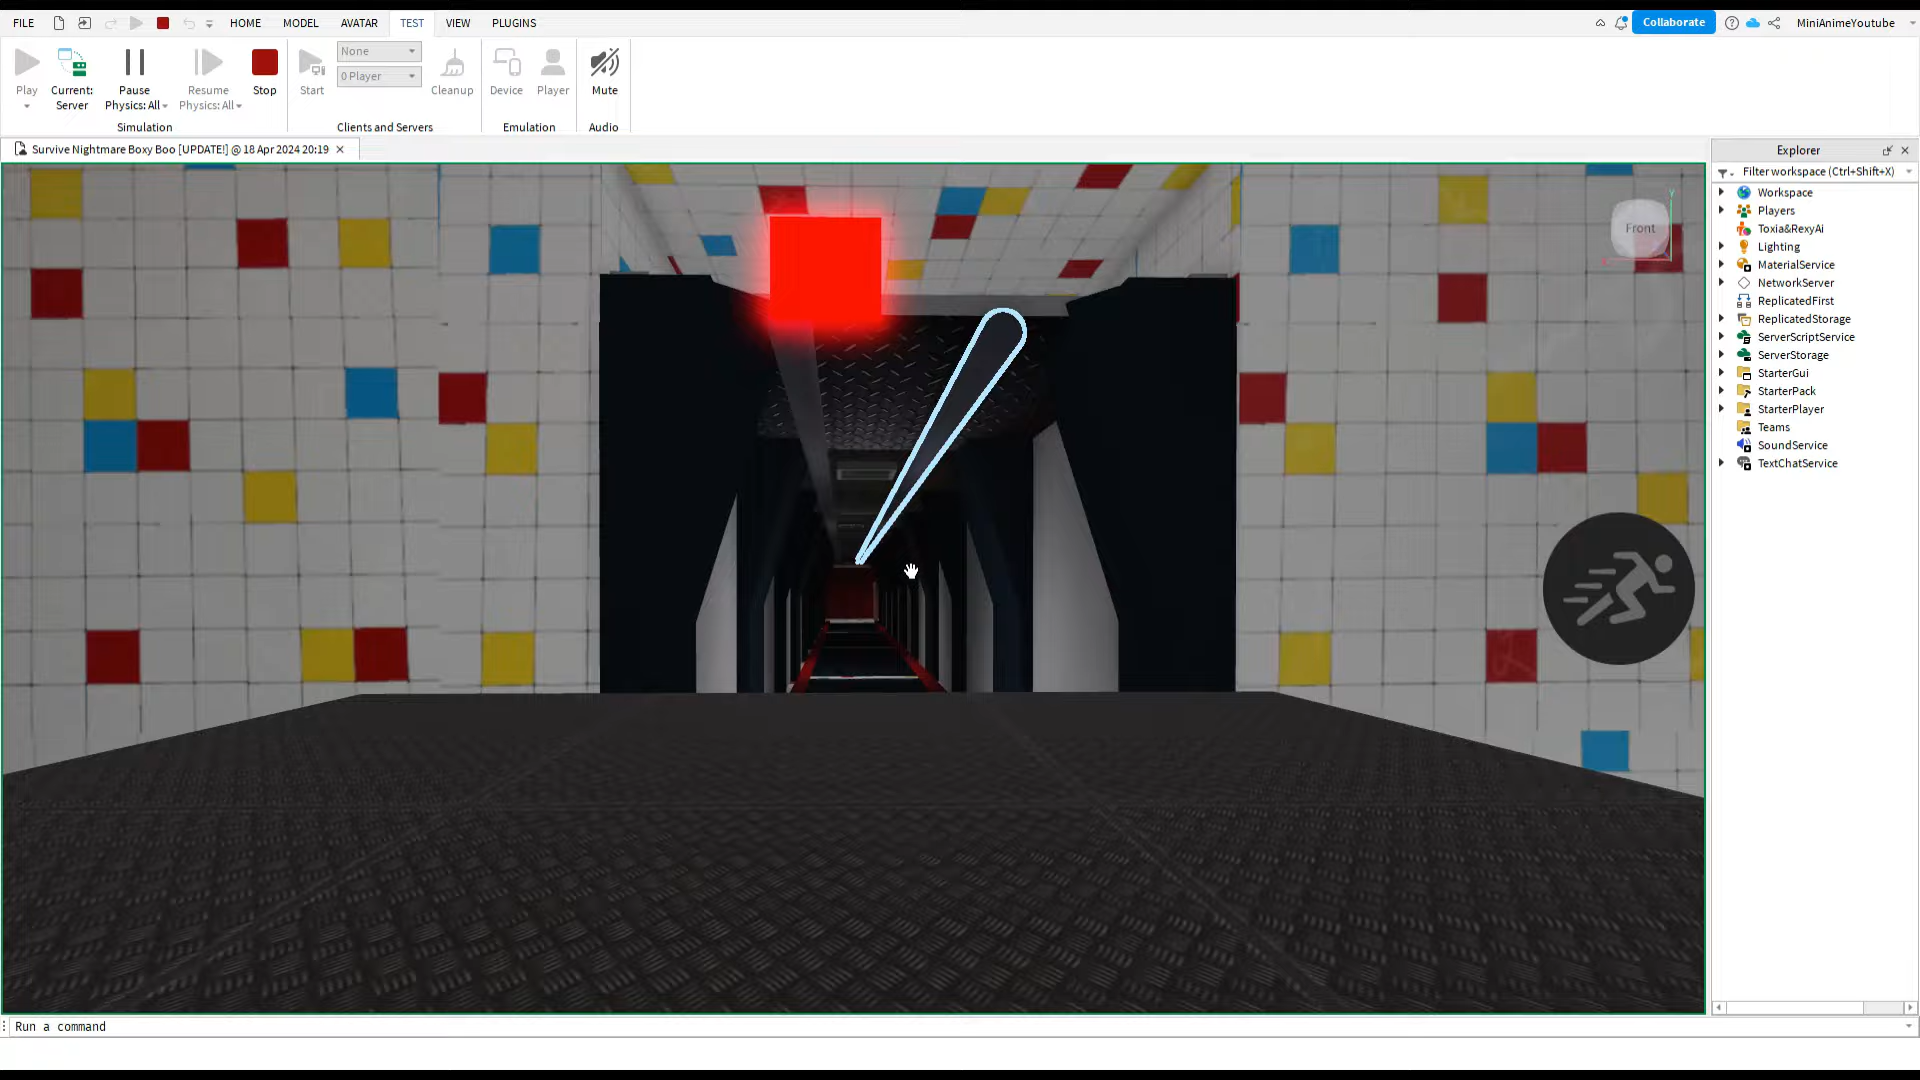 FILE HOME MODEL AVATAR TEST VIEW PLUGINS Collaborate MiniAnimeYoutube
None
0 Player
Play Current: Server Pause Physics: All Resume Physics: All Stop Start Cleanup Device Player Mute
Simulation Clients and Servers Emulation Audio
Survive Nightmare Boxy Boo [UPDATE!] @ 18 Apr 2024 20:19
Explorer
Filter workspace (Ctrl+Shift+X)
Workspace
Players
Toxia&RexyAi
Lighting
MaterialService
NetworkServer
ReplicatedFirst
ReplicatedStorage
ServerScriptService
ServerStorage
StarterGui
StarterPack
StarterPlayer
Teams
SoundService
TextChatService
Y
Front
Run a command